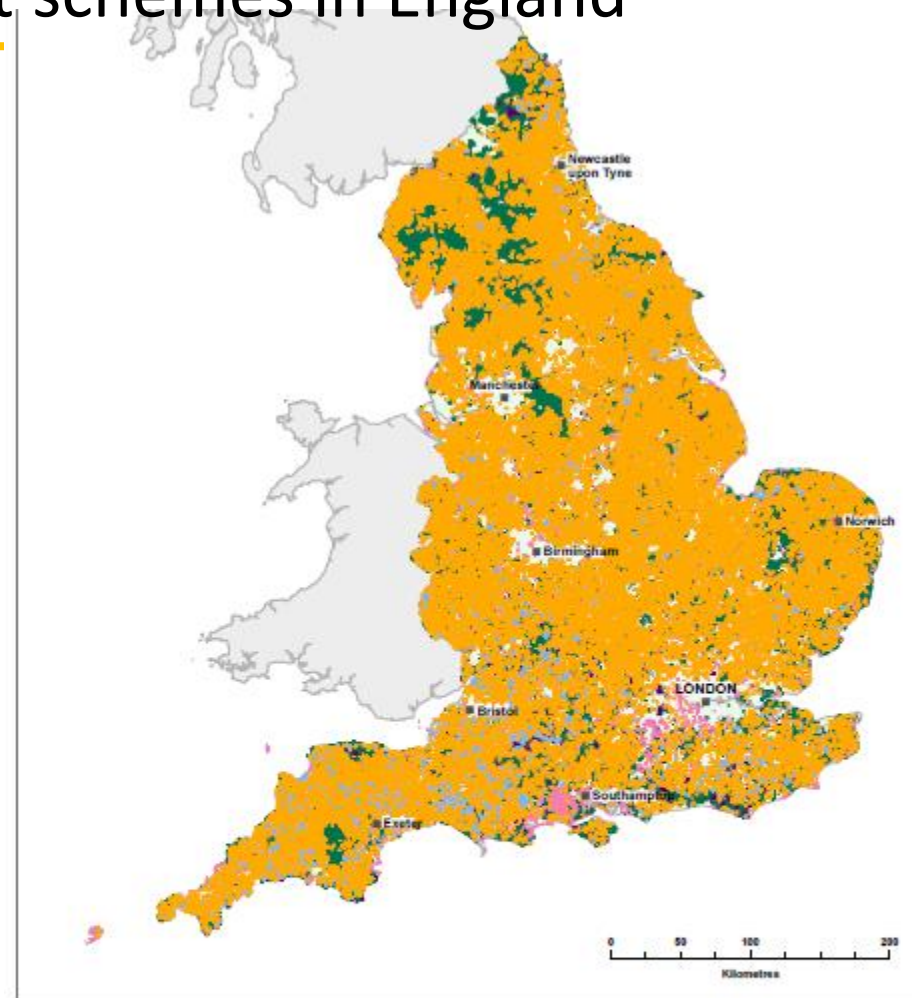 t schemes in England
Newcastle
upon Tyne
Manchester
Norwich
Birmingham
LONDON
Bristol
Southampton
Exeter
0 50 100 200
Kilometres